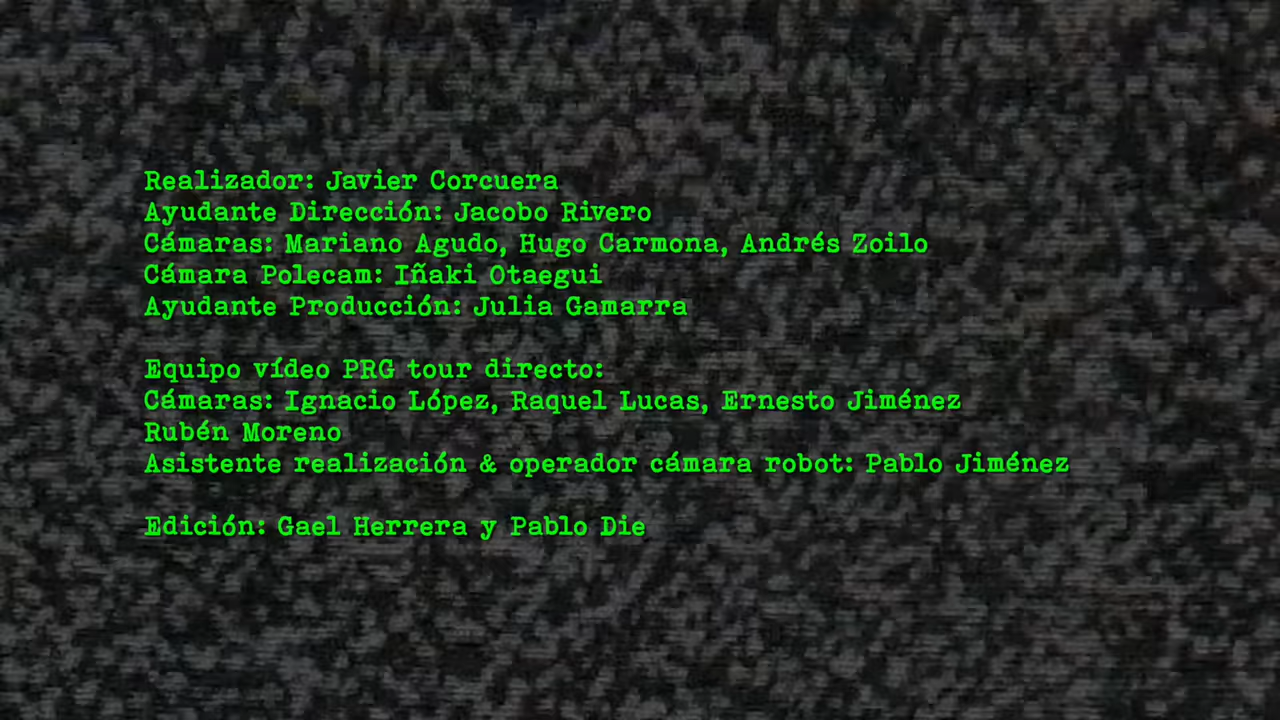 Realizador: Javier Corcuera
Ayudante Dirección: Jacobo Rivero
Cámaras: Mariano Agudo, Hugo Carmona, Andrés Zoilo
Cámara Polecam: Iñaki Otaegui
Ayudante Producción: Julia Gamarra
Equipo vídeo PRG tour directo:
Cámaras: Ignacio López, Raquel Lucas, Ernesto Jiménez
Rubén Moreno
Asistente realización & operador cámara robot: Pablo Jiménez
Edición: Gael Herrera y Pablo Die